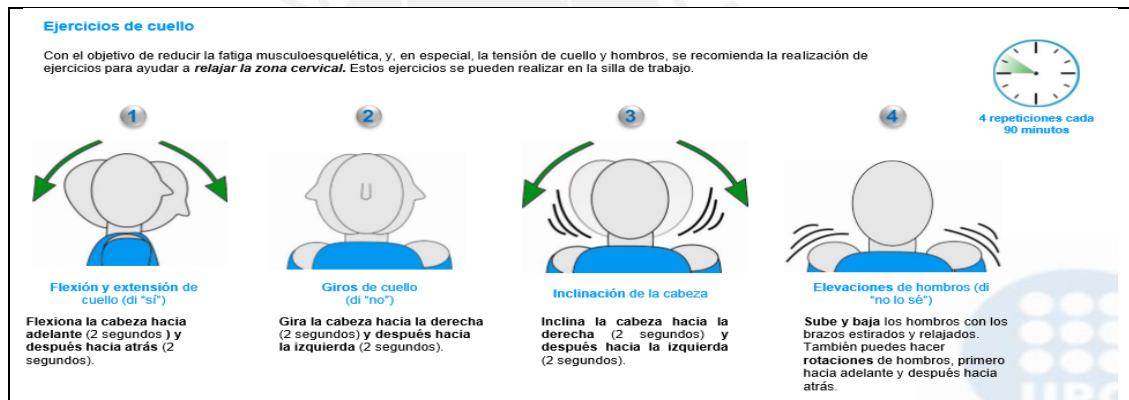 Ejercicios de cuello
Con el objetivo de reducir la fatiga musculoesquelética, y, en especial, la tensión de cuello y hombros, se recomienda la realización de
ejercicios para ayudar a relajar la zona cervical. Estos ejercicios se pueden realizar en la silla de trabajo.
4 repeticiones cada
90 minutos
1
2
3
4
Flexión y extensión de
cuello (di “sí”)
Flexiona la cabeza hacia
adelante (2 segundos ) y
después hacia atrás (2
segundos).
Giros de cuello
(di “no”)
Gira la cabeza hacia la derecha
(2 segundos) y después hacia
la izquierda (2 segundos).
Inclinación de la cabeza
Inclina la cabeza hacia la
derecha (2 segundos) y
después hacia la izquierda
(2 segundos).
Elevaciones de hombros (di
“no lo sé”)
Sube y baja los hombros con los
brazos estirados y relajados.
También puedes hacer
rotaciones de hombros, primero
hacia adelante y después hacia
atrás.